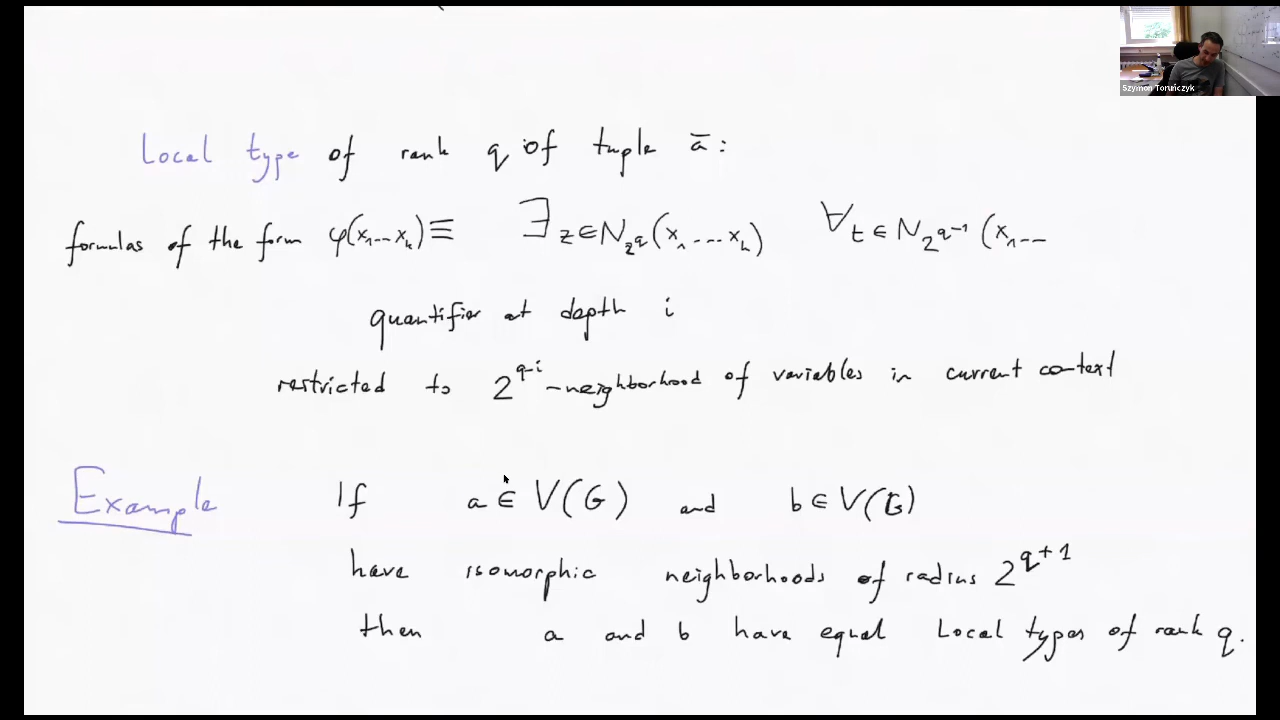 Szymon Toruńczyk
Local type of rank q of tuple ā:
formulas of the form φ(x₁...xₖ) ≡ ∃z∈N_{2^q}(x₁...xₖ) ∀t∈N_{2^{q-1}}(x₁--
quantifier at depth i
restricted to 2^{q-i}-neighborhood of variables in current context
Example If a ∈ V(G) and b ∈ V(G)
have isomorphic neighborhoods of radius 2^{q+1}
then a and b have equal local types of rank q.